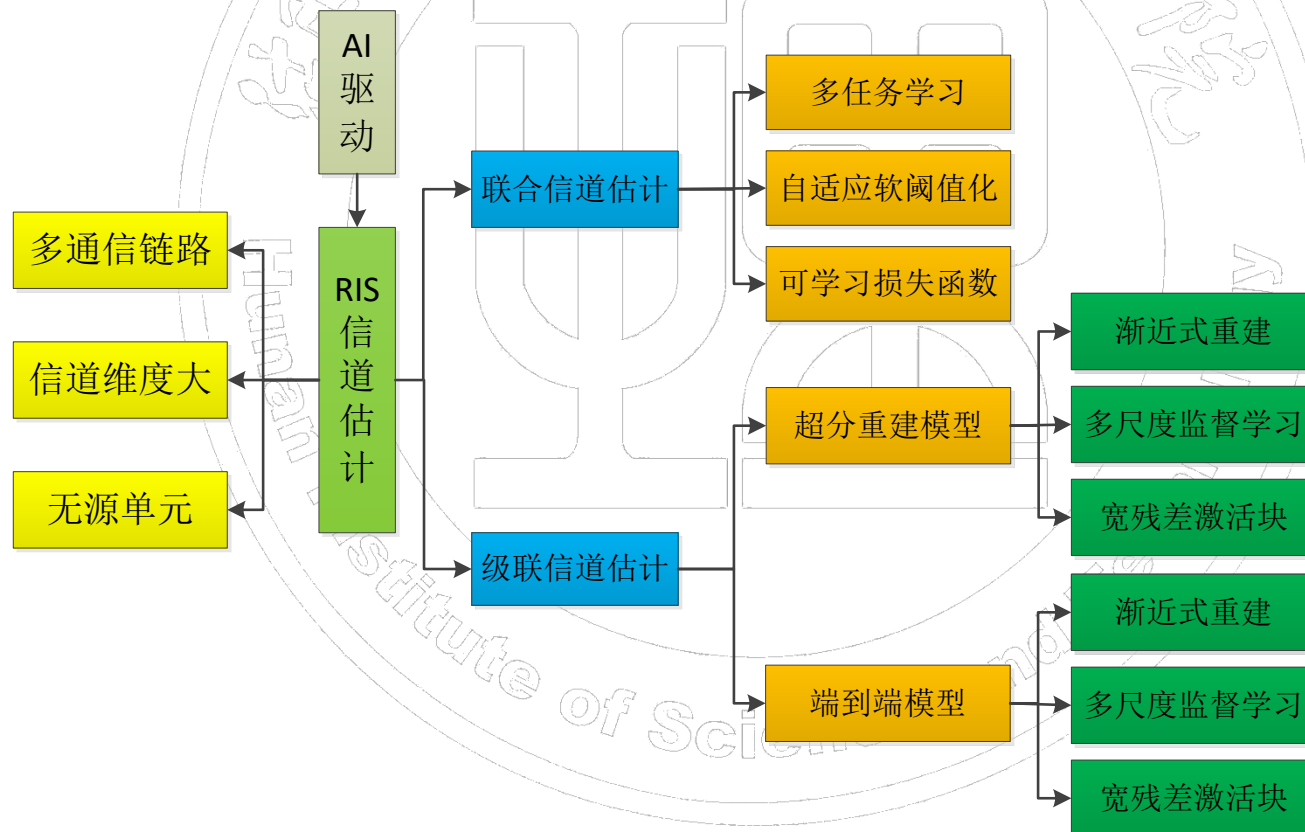 AI
驱
动
RIS
信
道
估
计
多通信链路
信道维度大
无源单元
联合信道估计
级联信道估计
多任务学习
自适应软阈值化
可学习损失函数
超分重建模型
端到端模型
渐近式重建
多尺度监督学习
宽残差激活块
渐近式重建
多尺度监督学习
宽残差激活块
Hunan Institute of Science and